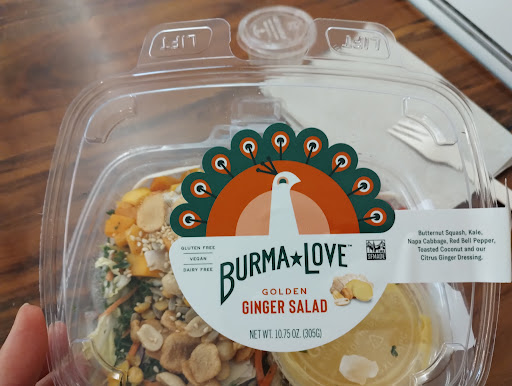 LIFT
LIFT
GLUTEN FREE
VEGAN
DAIRY FREE
BURMA★LOVE™
GOLDEN
GINGER SALAD
NET WT. 10.75 OZ. (305G)
Butternut Squash, Kale,
Napa Cabbage, Red Bell Pepper,
Toasted Coconut and our
Citrus Ginger Dressing.